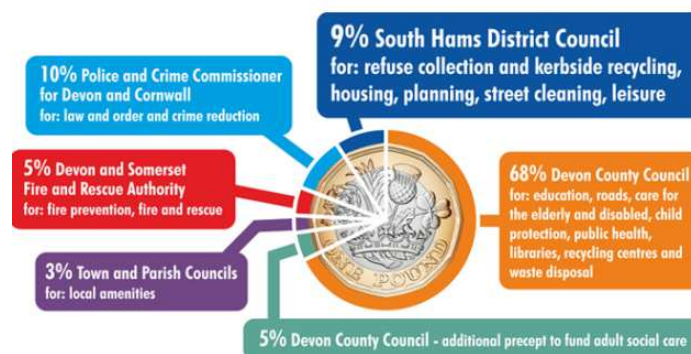 9% South Hams District Council
for: refuse collection and kerbside recycling,
housing, planning, street cleaning, leisure
10% Police and Crime Commissioner
for Devon and Cornwall
for: law and order and crime reduction
5% Devon and Somerset
Fire and Rescue Authority
for: fire prevention, fire and rescue
3% Town and Parish Councils
for: local amenities
68% Devon County Council
for: education, roads, care for
the elderly and disabled, child
protection, public health,
libraries, recycling centres and
waste disposal
ONE POUND
5% Devon County Council - additional precept to fund adult social care